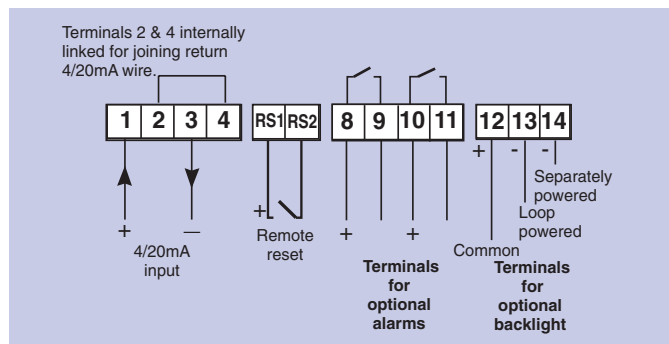 Terminals 2 & 4 internally
linked for joining return
4/20mA wire.
1 2 3 4 RS1 RS2 8 9 10 11 12 13 14
+ - -
Separately
powered
Loop
powered
+
Remote
reset
+ —
4/20mA
input
+ +
Common
Terminals
for
optional
alarms
Terminals
for
optional
backlight